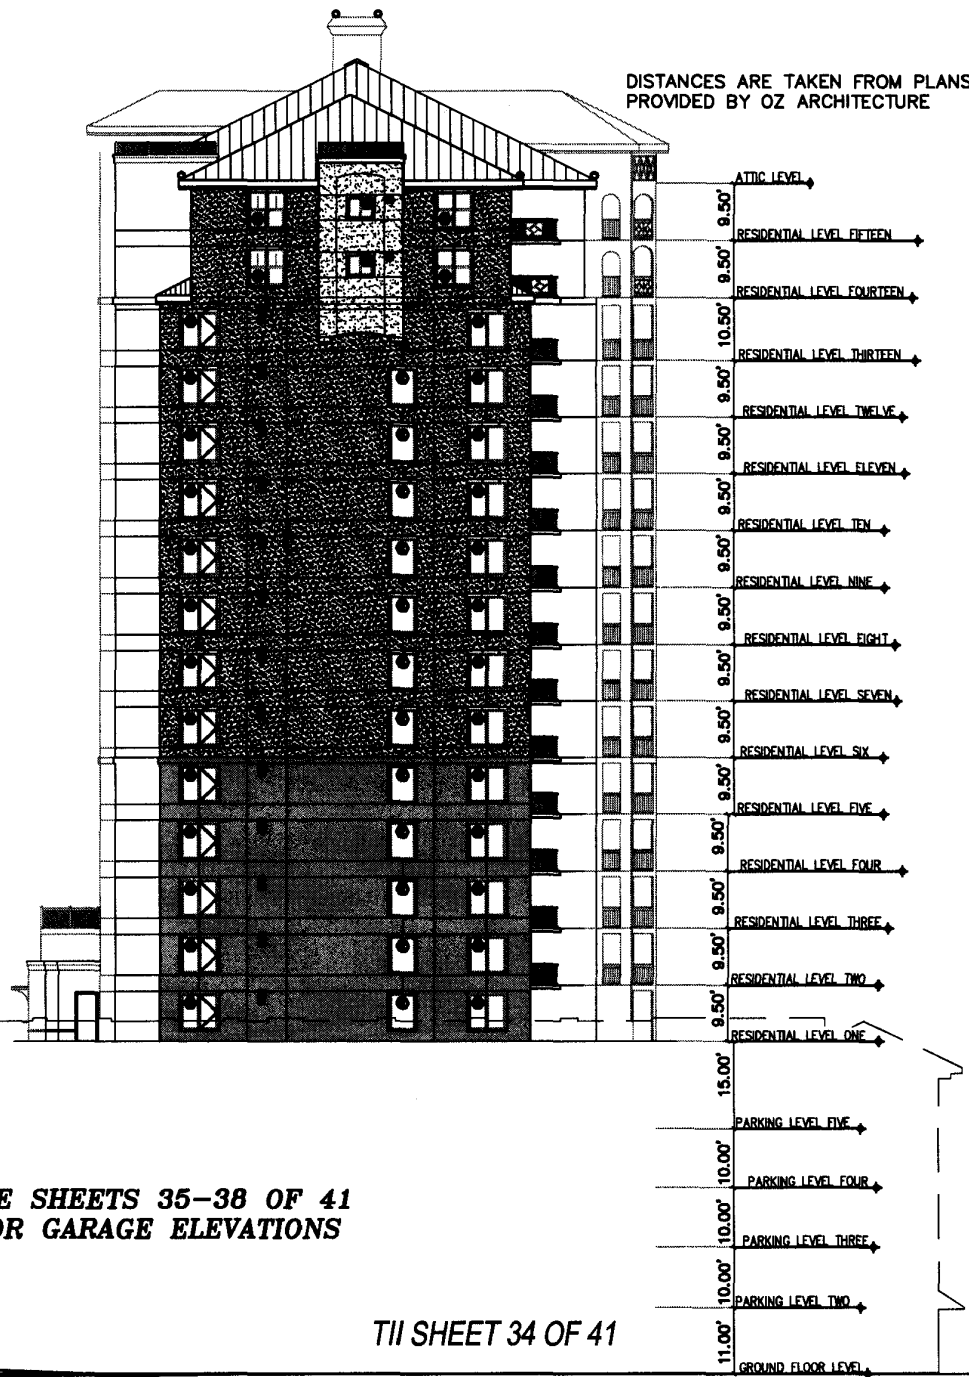 DISTANCES ARE TAKEN FROM PLANS
PROVIDED BY OZ ARCHITECTURE
ATTIC LEVEL
9.50'
RESIDENTIAL LEVEL FIFTEEN
9.50'
RESIDENTIAL LEVEL FOURTEEN
10.50'
RESIDENTIAL LEVEL THIRTEEN
9.50'
RESIDENTIAL LEVEL TWELVE
9.50'
RESIDENTIAL LEVEL ELEVEN
9.50'
RESIDENTIAL LEVEL TEN
9.50'
RESIDENTIAL LEVEL NINE
9.50'
RESIDENTIAL LEVEL EIGHT
9.50'
RESIDENTIAL LEVEL SEVEN
9.50'
RESIDENTIAL LEVEL SIX
9.50'
RESIDENTIAL LEVEL FIVE
9.50'
RESIDENTIAL LEVEL FOUR
9.50'
RESIDENTIAL LEVEL THREE
9.50'
RESIDENTIAL LEVEL TWO
9.50'
RESIDENTIAL LEVEL ONE
15.00'
PARKING LEVEL FIVE
10.00'
PARKING LEVEL FOUR
10.00'
PARKING LEVEL THREE
10.00'
PARKING LEVEL TWO
11.00'
GROUND FLOOR LEVEL
E SHEETS 35-38 OF 41
OR GARAGE ELEVATIONS
TII SHEET 34 OF 41